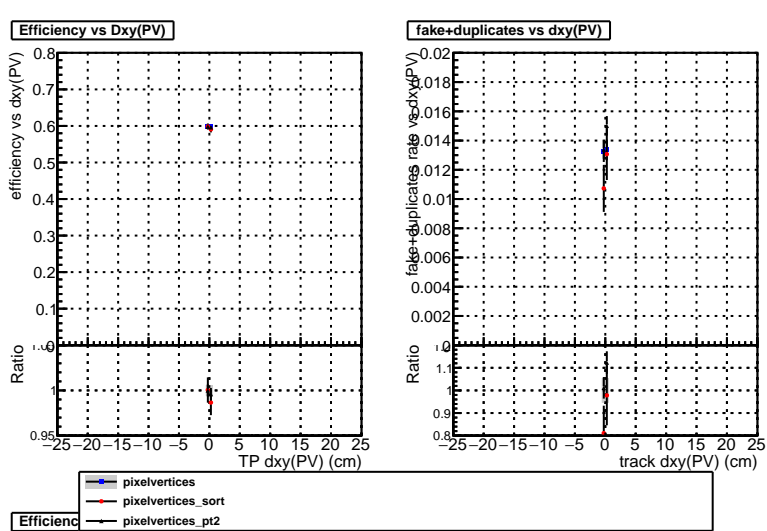 Efficiency vs Dxy(PV)
fake+duplicates vs dxy(PV)
efficiency vs dxy(PV)
0.8
0.7
0.6
0.5
0.4
0.3
0.2
0.1
0
fake+duplicates rate vs dxy(PV)
0.02
0.018
0.016
0.014
0.012
0.01
0.008
0.006
0.004
0.002
0
Ratio
1
0.95
−25 −20 −15 −10 −5 0 5 10 15 20 25
TP dxy(PV) (cm)
Ratio
1.1
1
0.9
0.8
−25 −20 −15 −10 −5 0 5 10 15 20 25
track dxy(PV) (cm)
pixelvertices
pixelvertices_sort
pixelvertices_pt2
Efficienc